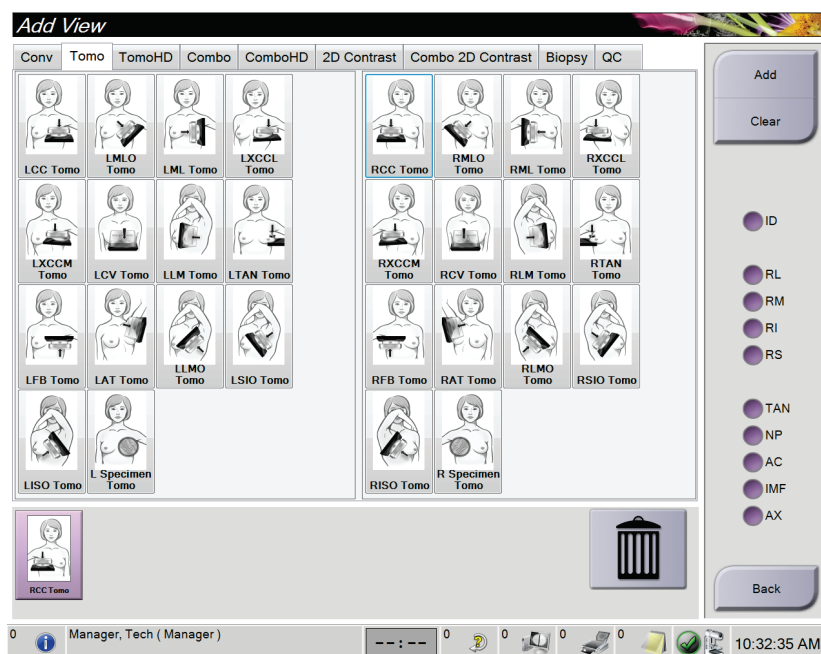 Add View
Conv Tomo TomoHD Combo ComboHD 2D Contrast Combo 2D Contrast Biopsy QC
LCC Tomo
LMLO
Tomo
LML Tomo
LXCCL
Tomo
RCC Tomo
RMLO
Tomo
RML Tomo
RXCCL
Tomo
LXCCM
Tomo
LCV Tomo
LLM Tomo
LTAN Tomo
RXCCM
Tomo
RCV Tomo
RLM Tomo
RTAN
Tomo
LFB Tomo
LAT Tomo
LLMO
Tomo
LSIO Tomo
RFB Tomo
RAT Tomo
RLMO
Tomo
RSIO Tomo
LISO Tomo
L Specimen
Tomo
RISO Tomo
R Specimen
Tomo
RCC Tomo
Add
Clear
ID
RL
RM
RI
RS
TAN
NP
AC
IMF
AX
Back
0 Manager, Tech ( Manager ) --:-- 0 0 0 0 10:32:35 AM